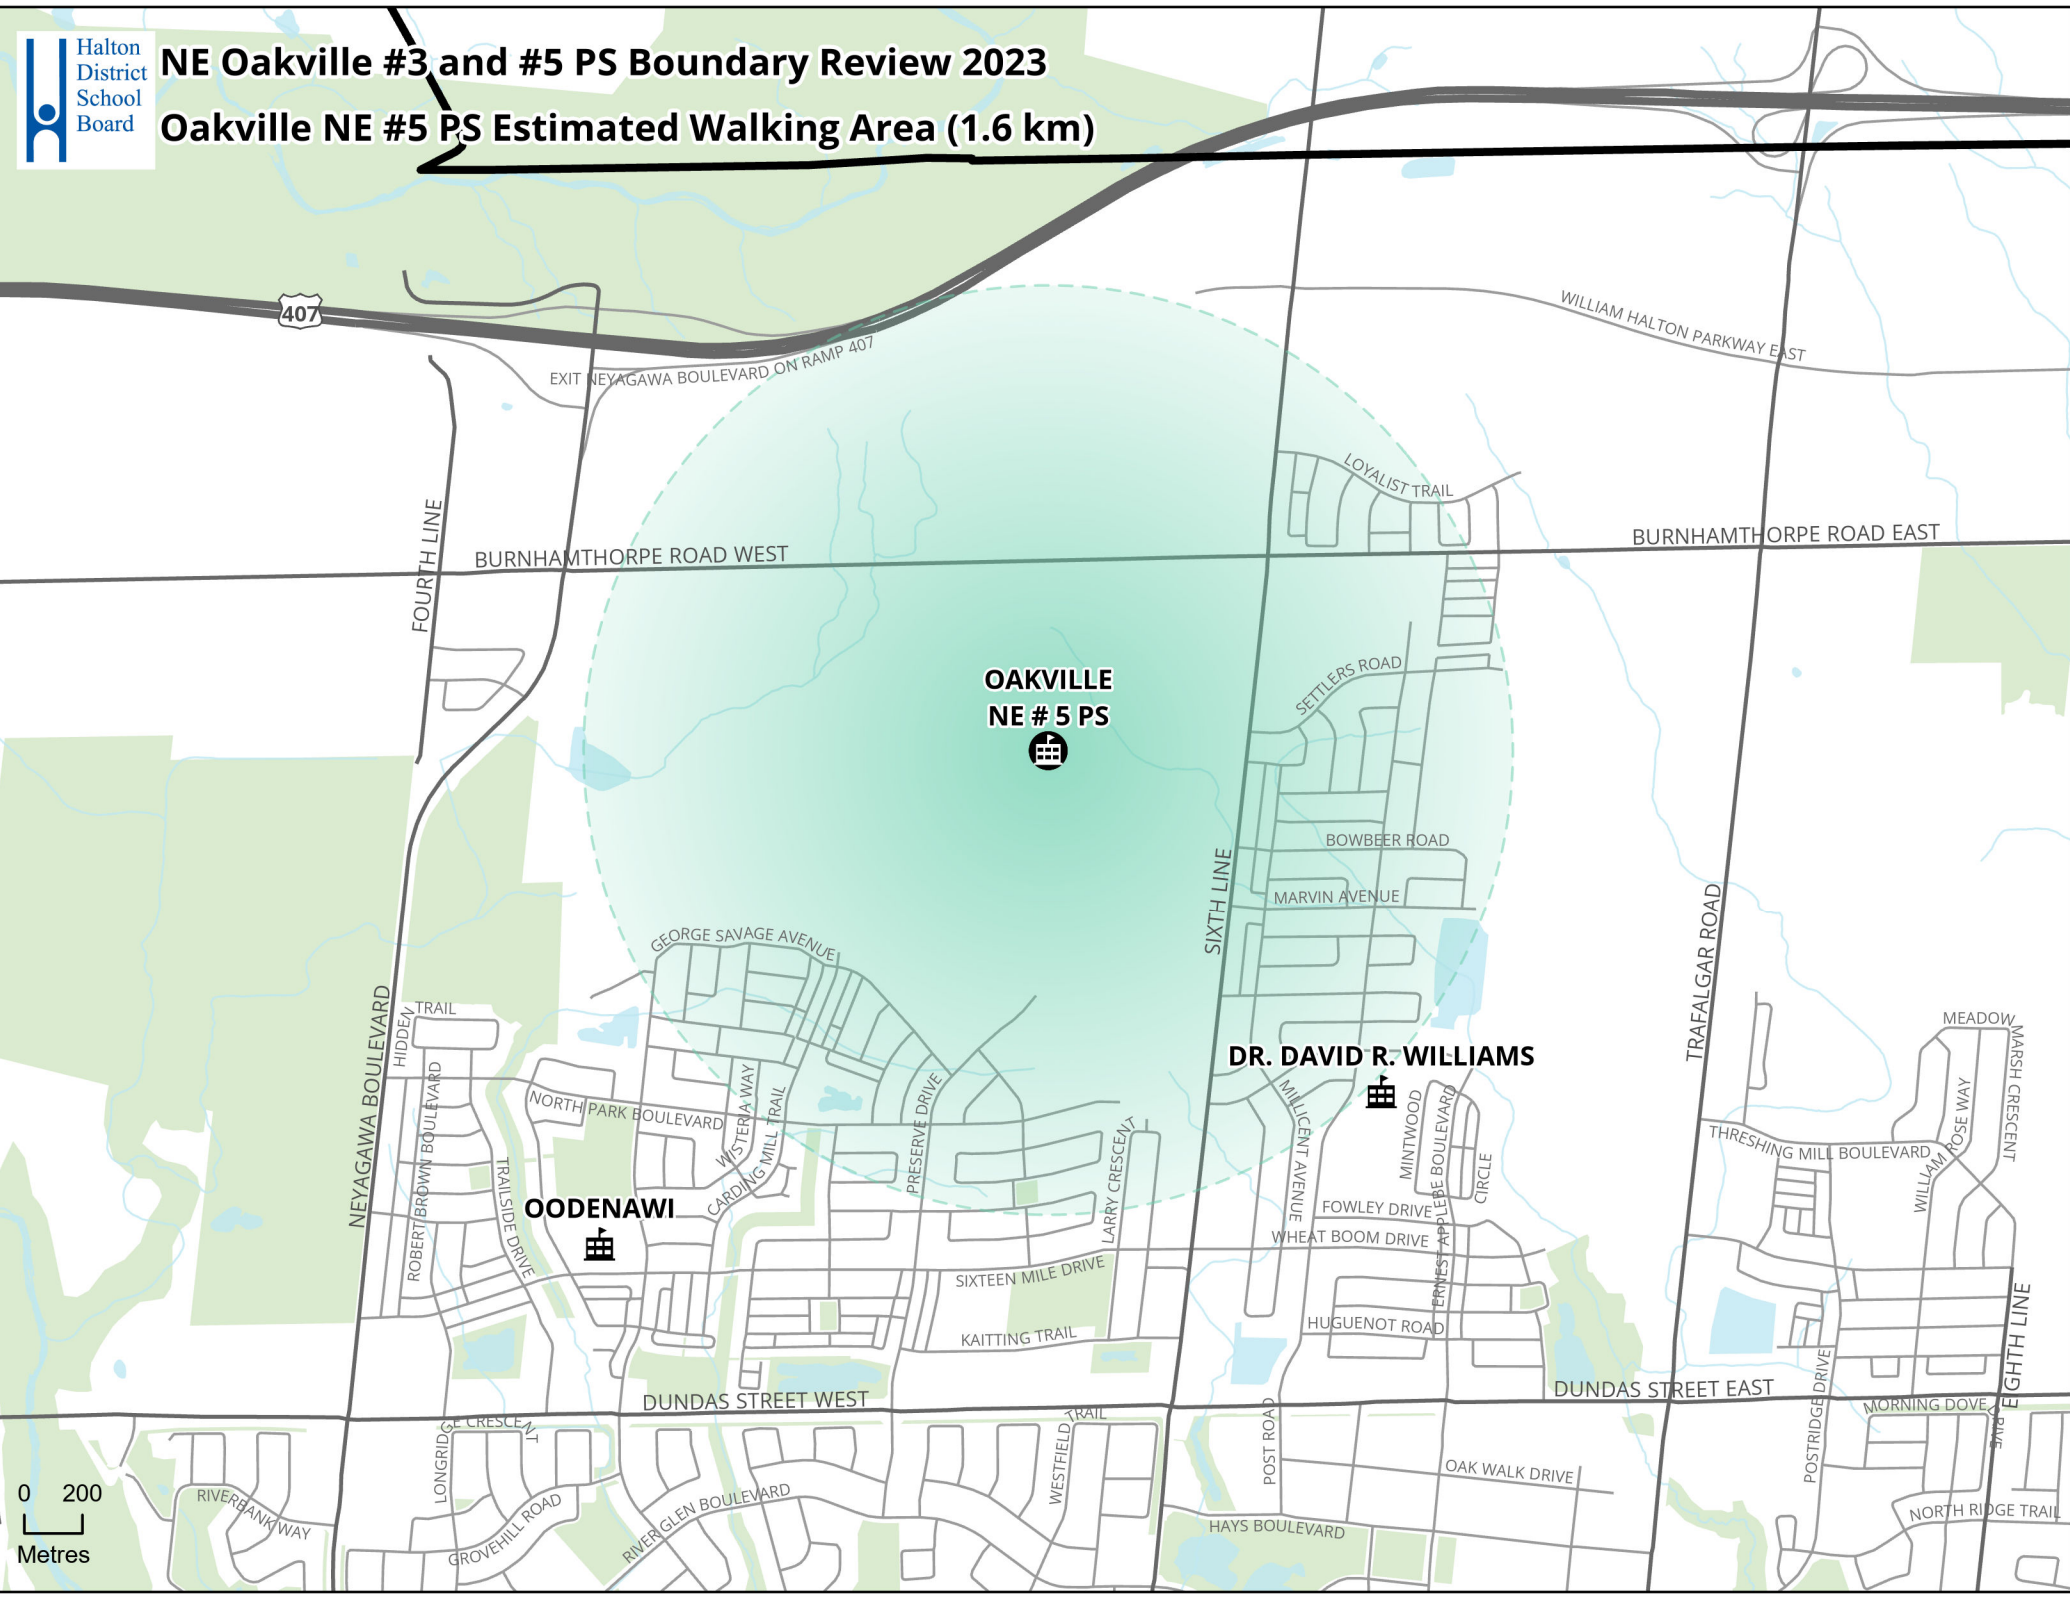 Halton
District
School
Board
NE Oakville #3 and #5 PS Boundary Review 2023
Oakville NE #5 PS Estimated Walking Area (1.6 km)
407
EXIT NEYAGAWA BOULEVARD ON RAMP 407
WILLIAM HALTON PARKWAY EAST
LOYALIST TRAIL
FOURTH LINE
BURNHAMTHORPE ROAD WEST
BURNHAMTHORPE ROAD EAST
OAKVILLE
NE # 5 PS
SETTLERS ROAD
BOWBEER ROAD
MARVIN AVENUE
SIXTH LINE
TRAFALGAR ROAD
GEORGE SAVAGE AVENUE
NEYAGAWA BOULEVARD
HIDDEN TRAIL
ROBERT BROWN BOULEVARD
NORTH PARK BOULEVARD
WISTERIA WAY
CARDING MILL TRAIL
PRESERVE DRIVE
LARRY CRESCENT
TRAILSIDE DRIVE
DR. DAVID R. WILLIAMS
MILLICENT AVENUE
MINTWOOD
CIRCLE
ERNEST APPLEBE BOULEVARD
MEADOW
MARSH CRESCENT
WILLIAM ROSE WAY
THRESHING MILL BOULEVARD
OODENAWI
FOWLEY DRIVE
WHEAT BOOM DRIVE
SIXTEEN MILE DRIVE
KAITTING TRAIL
HUGUENOT ROAD
EIGHTH LINE
DUNDAS STREET WEST
DUNDAS STREET EAST
LONGRIDGE CRESCENT
WESTFIELD TRAIL
POST ROAD
POSTRIDGE DRIVE
MORNING DOVE DRIVE
OAK WALK DRIVE
RIVERBANK WAY
GROVEHILL ROAD
RIVER GLEN BOULEVARD
HAYS BOULEVARD
NORTH RIDGE TRAIL
0 200
Metres